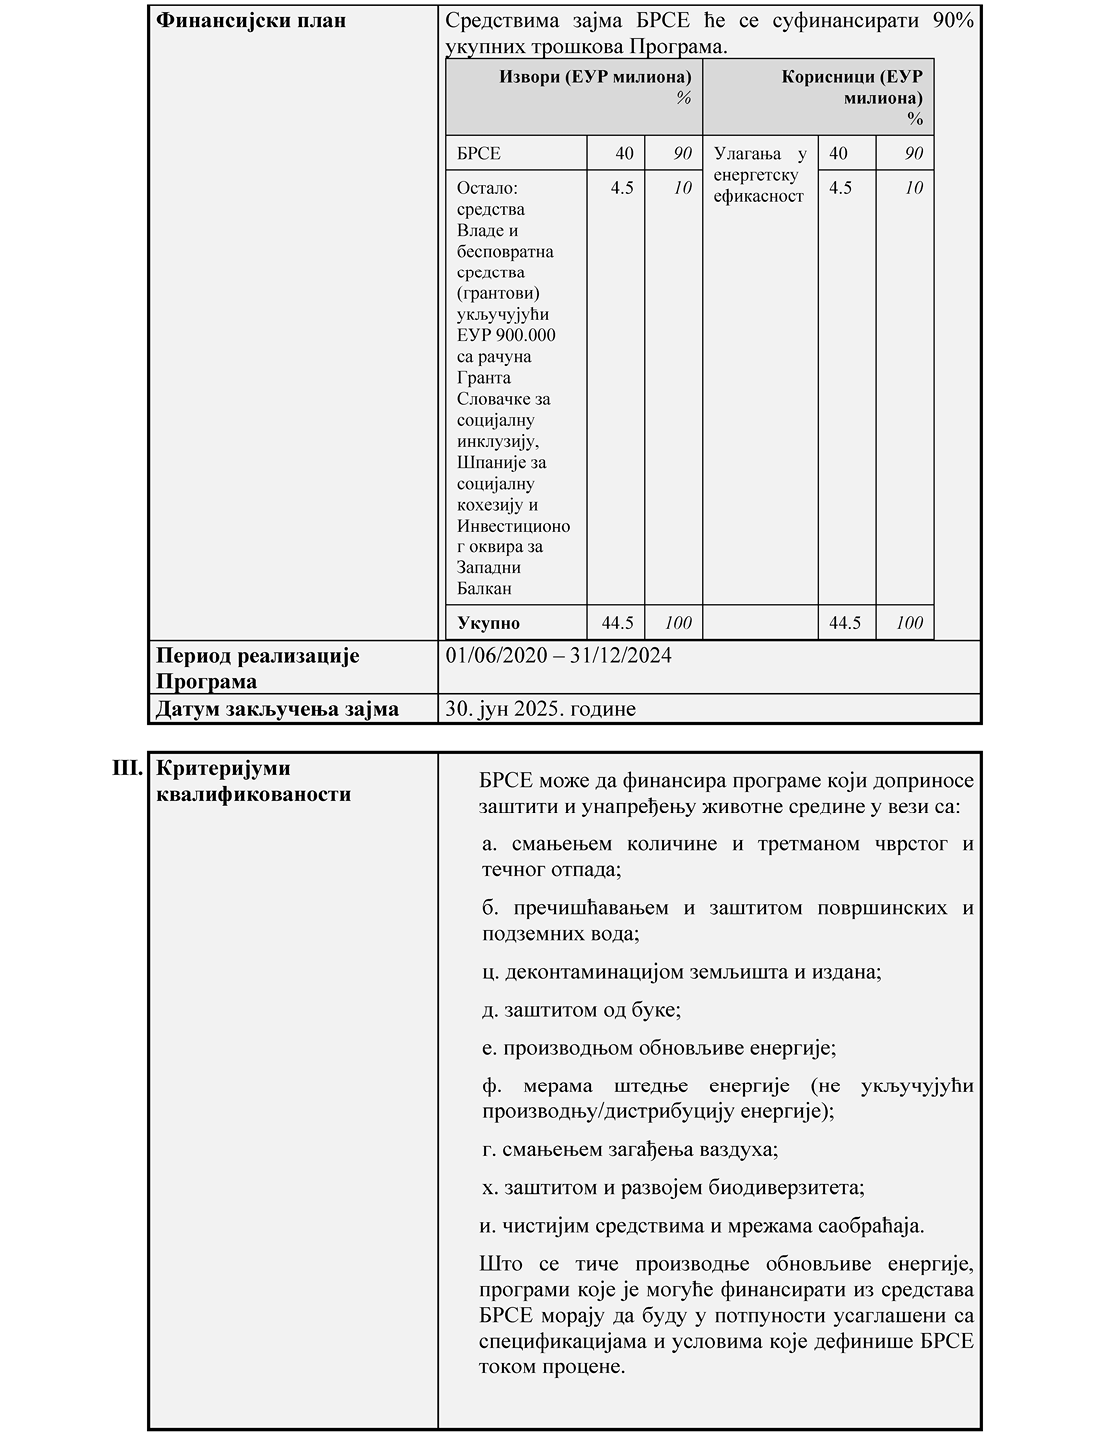 Финансијски план
Средствима зајма БРСЕ ће се суфинансирати 90%
укупних трошкова Програма.
Извори (ЕУР милиона)
%
Корисници (ЕУР
милиона)
%
БРСЕ 40 90
Улагања у
енергетску
ефикасност
40 90
Остало:
средства
Владе и
бесповратна
средства
(грантови)
укључујући
ЕУР 900.000
са рачуна
Гранта
Словачке за
социјалну
инклузију,
Шпаније за
социјалну
кохезију и
Инвестиционо
г оквира за
Западни
Балкан
4.5 10
4.5 10
Укупно 44.5 100 44.5 100
Период реализације
Програма
01/06/2020 – 31/12/2024
Датум закључења зајма
30. јун 2025. године
III. Критеријуми
квалификованости
БРСЕ може да финансира програме који доприносе
заштити и унапређењу животне средине у вези са:
а. смањењем количине и третманом чврстог и
течног отпада;
б. пречишћавањем и заштитом површинских и
подземних вода;
ц. деконтаминацијом земљишта и издана;
д. заштитом од буке;
е. производњом обновљиве енергије;
ф. мерама штедње енергије (не укључујући
производњу/дистрибуцију енергије);
г. смањењем загађења ваздуха;
х. заштитом и развојем биодиверзитета;
и. чистијим средствима и мрежама саобраћаја.
Што се тиче производње обновљиве енергије,
програми које је могуће финансирати из средстава
БРСЕ морају да буду у потпуности усаглашени са
спецификацијама и условима које дефинише БРСЕ
током процене.